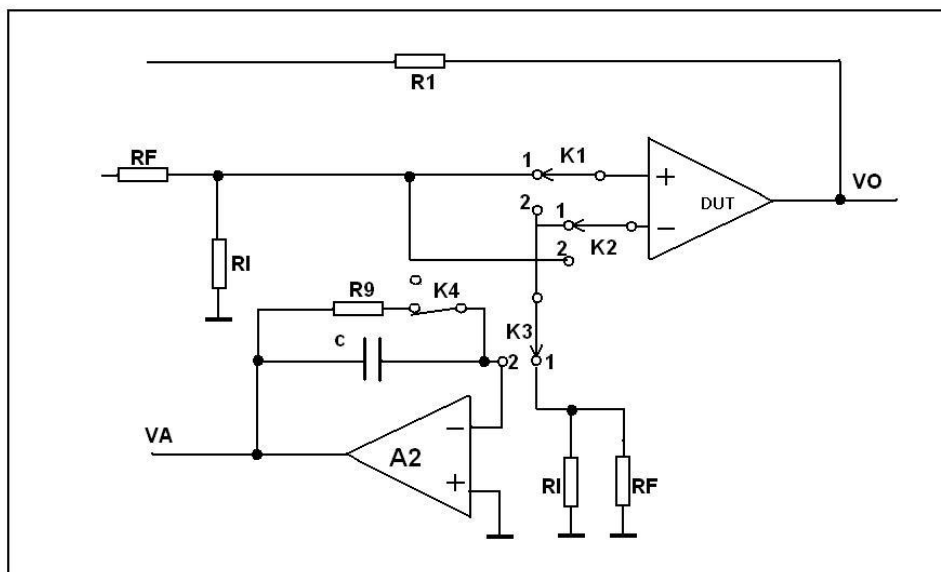 R1
RF
1
K1
+
DUT
VO
2
1
K2
−
2
RI
R9
K4
C
K3
2
1
VA
A2
−
+
RI
RF